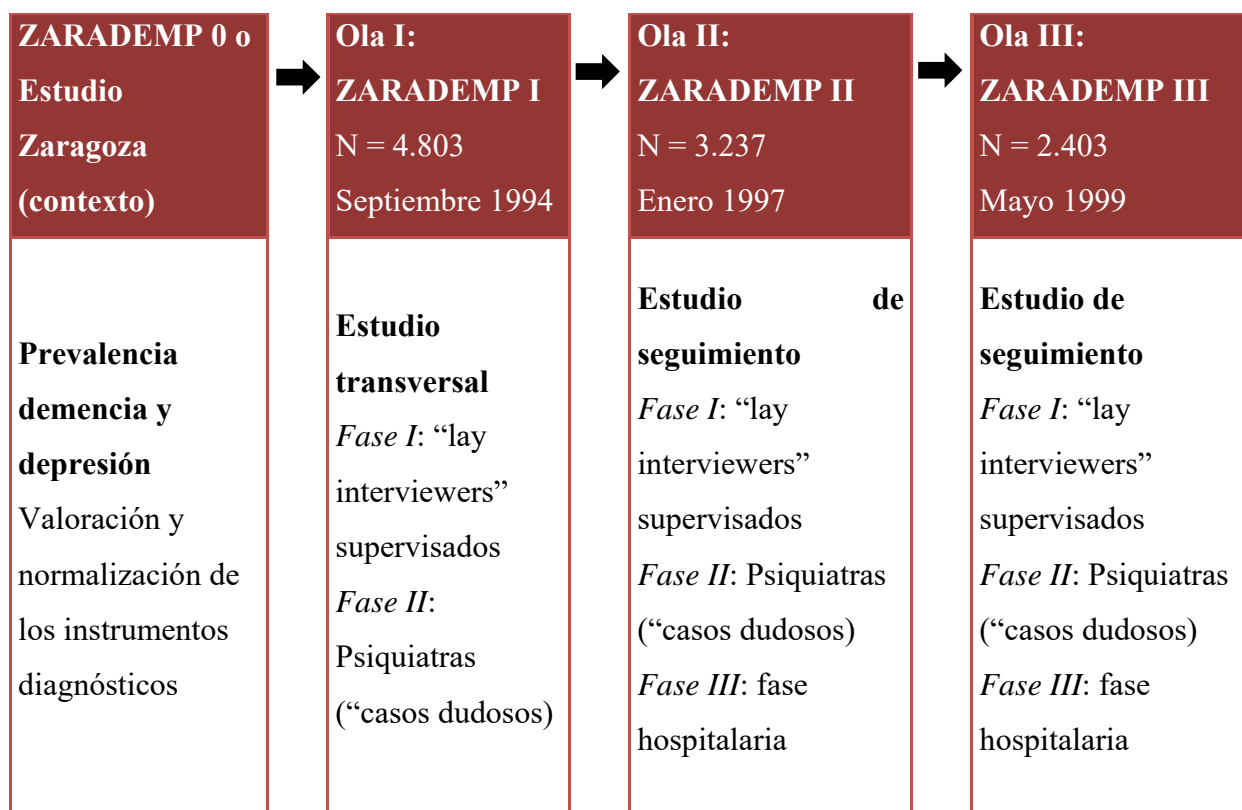 ZARADEMP 0 o
Estudio
Zaragoza
(contexto)
Prevalencia
demencia y
depresión
Valoración y
normalización de
los instrumentos
diagnósticos
Ola I:
ZARADEMP I
N = 4.803
Septiembre 1994
Estudio
transversal
Fase I: “lay
interviewers”
supervisados
Fase II:
Psiquiatras
(“casos dudosos)
Ola II:
ZARADEMP II
N = 3.237
Enero 1997
Estudio de
seguimiento
Fase I: “lay
interviewers”
supervisados
Fase II: Psiquiatras
(“casos dudosos)
Fase III: fase
hospitalaria
Ola III:
ZARADEMP III
N = 2.403
Mayo 1999
Estudio de
seguimiento
Fase I: “lay
interviewers”
supervisados
Fase II: Psiquiatras
(“casos dudosos)
Fase III: fase
hospitalaria